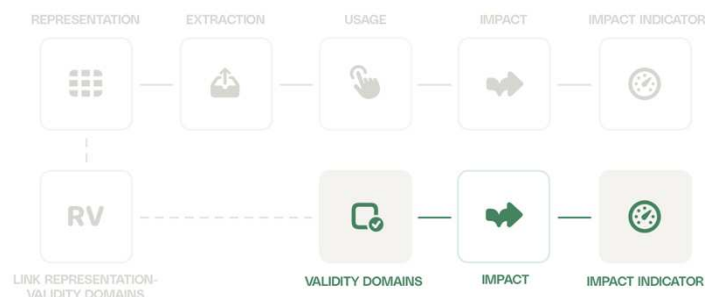 REPRESENTATION EXTRACTION USAGE IMPACT IMPACT INDICATOR
RV
LINK REPRESENTATION- VALIDITY DOMAINS IMPACT IMPACT INDICATOR
VALIDITY DOMAINS